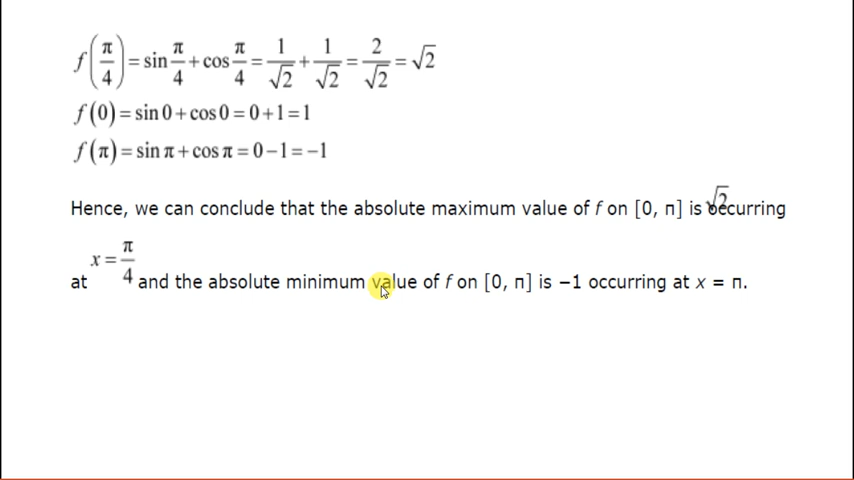 f(π/4) = sin π/4 + cos π/4 = 1/√2 + 1/√2 = 2/√2 = √2
f(0) = sin 0 + cos 0 = 0 + 1 = 1
f(π) = sin π + cos π = 0 − 1 = −1
Hence, we can conclude that the absolute maximum value of f on [0, π] is √2 occurring
at x = π/4 and the absolute minimum value of f on [0, π] is −1 occurring at x = π.